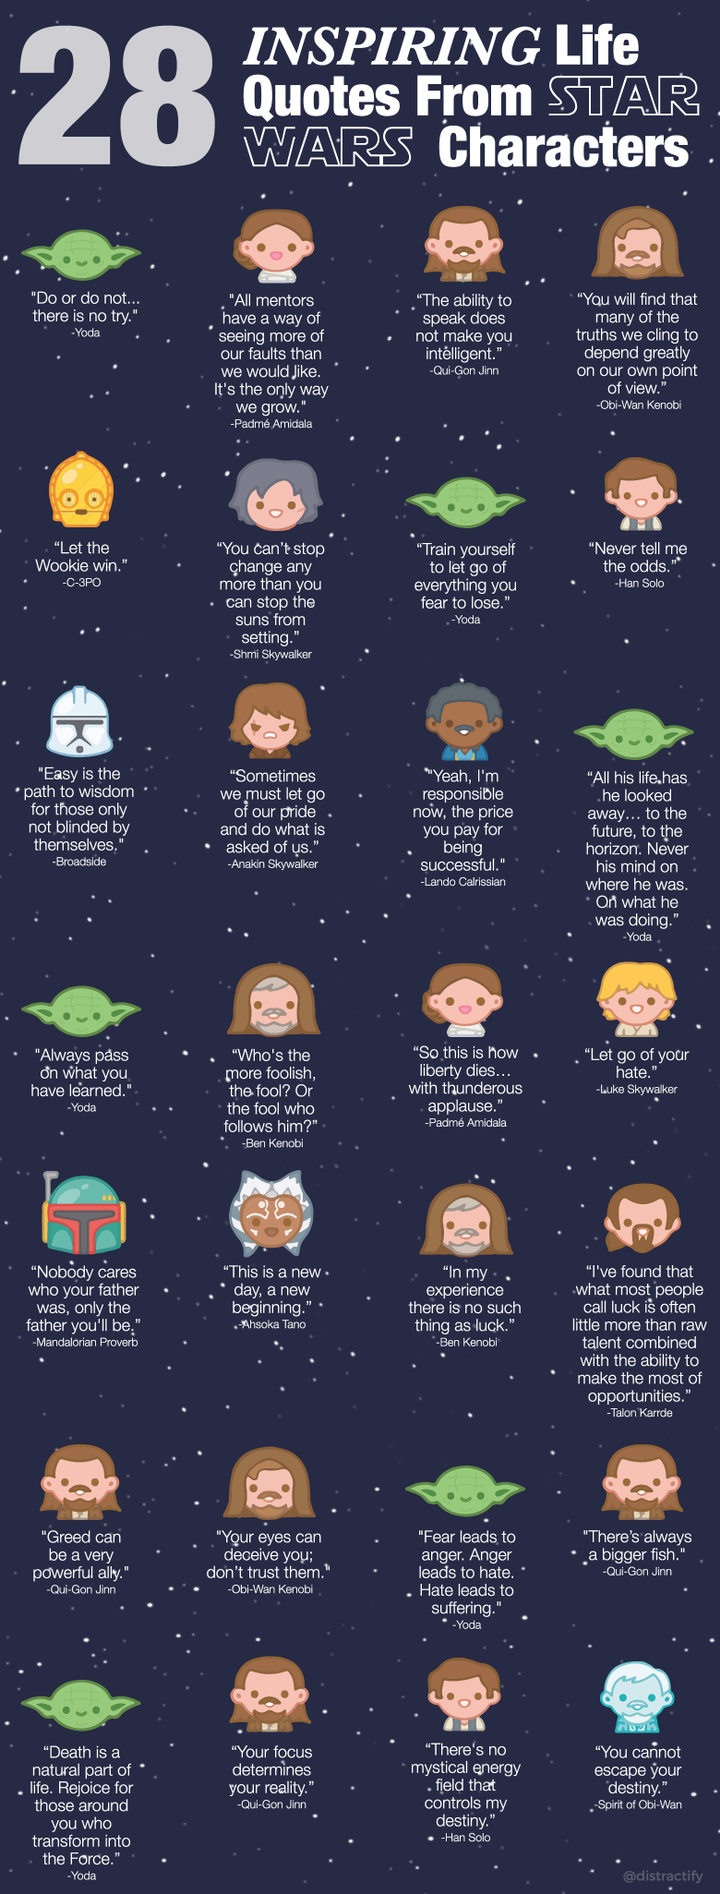 28 INSPIRING Life
Quotes From STAR
WARS Characters
"Do or do not...
there is no try."
-Yoda
"All mentors
have a way of
seeing more of
our faults than
we would like.
It's the only way
we grow."
-Padmé Amidala
“The ability to
speak does
not make you
intelligent.”
-Qui-Gon Jinn
“You will find that
many of the
truths we cling to
depend greatly
on our own point
of view.”
-Obi-Wan Kenobi
“Let the
Wookie win.”
-C-3PO
“You can’t stop
change any
more than you
can stop the
suns from
setting.”
-Shmi Skywalker
“Train yourself
to let go of
everything you
fear to lose.”
-Yoda
“Never tell me
the odds.”
-Han Solo
"Easy is the
path to wisdom
for those only
not blinded by
themselves."
-Broadside
“Sometimes
we must let go
of our pride
and do what is
asked of us.”
-Anakin Skywalker
"Yeah, I'm
responsible
now, the price
you pay for
being
successful."
-Lando Calrissian
“All his life has
he looked
away... to the
future, to the
horizon. Never
his mind on
where he was.
On what he
was doing.”
-Yoda
"Always pass
on what you
have learned."
-Yoda
“Who's the
more foolish,
the fool? Or
the fool who
follows him?”
-Ben Kenobi
“So this is how
liberty dies...
with thunderous
applause.”
-Padmé Amidala
“Let go of your
hate.”
-Luke Skywalker
“Nobody cares
who your father
was, only the
father you'll be.”
-Mandalorian Proverb
“This is a new
day, a new
beginning.”
-Ahsoka Tano
“In my
experience
there is no such
thing as luck.”
-Ben Kenobi
“I've found that
what most people
call luck is often
little more than raw
talent combined
with the ability to
make the most of
opportunities.”
-Talon Karrde
"Greed can
be a very
powerful ally."
-Qui-Gon Jinn
"Your eyes can
deceive you;
don’t trust them."
-Obi-Wan Kenobi
"Fear leads to
anger. Anger
leads to hate.
Hate leads to
suffering."
-Yoda
"There’s always
a bigger fish."
-Qui-Gon Jinn
“Death is a
natural part of
life. Rejoice for
those around
you who
transform into
the Force.”
-Yoda
“Your focus
determines
your reality.”
-Qui-Gon Jinn
“There's no
mystical energy
field that
controls my
destiny.”
-Han Solo
“You cannot
escape your
destiny.”
-Spirit of Obi-Wan
@distractify